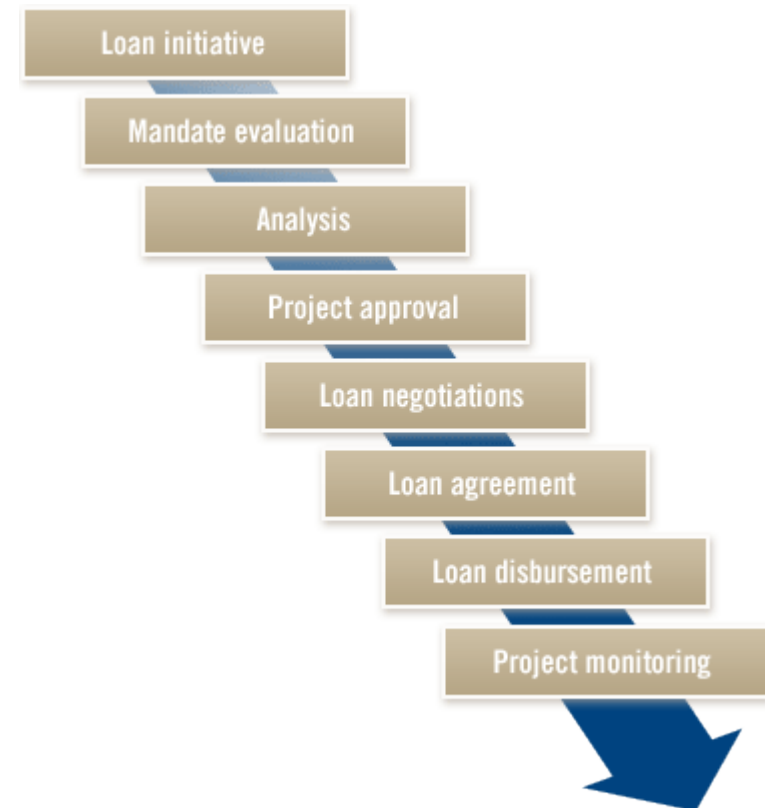 Loan initiative
Mandate evaluation
Analysis
Project approval
Loan negotiations
Loan agreement
Loan disbursement
Project monitoring